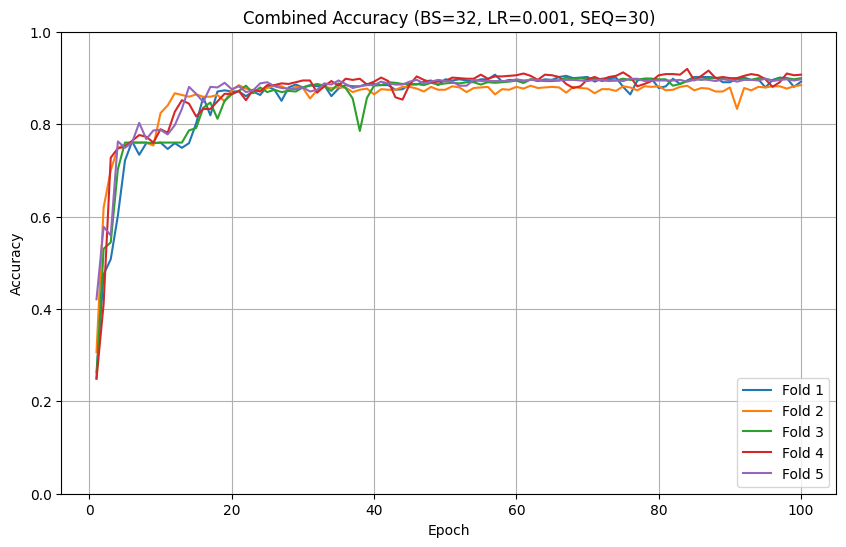 Combined Accuracy (BS=32, LR=0.001, SEQ=30)
1.0
0.8
0.6
0.4
0.2
0.0
Accuracy
0 20 40 60 80 100
Epoch
Fold 1
Fold 2
Fold 3
Fold 4
Fold 5